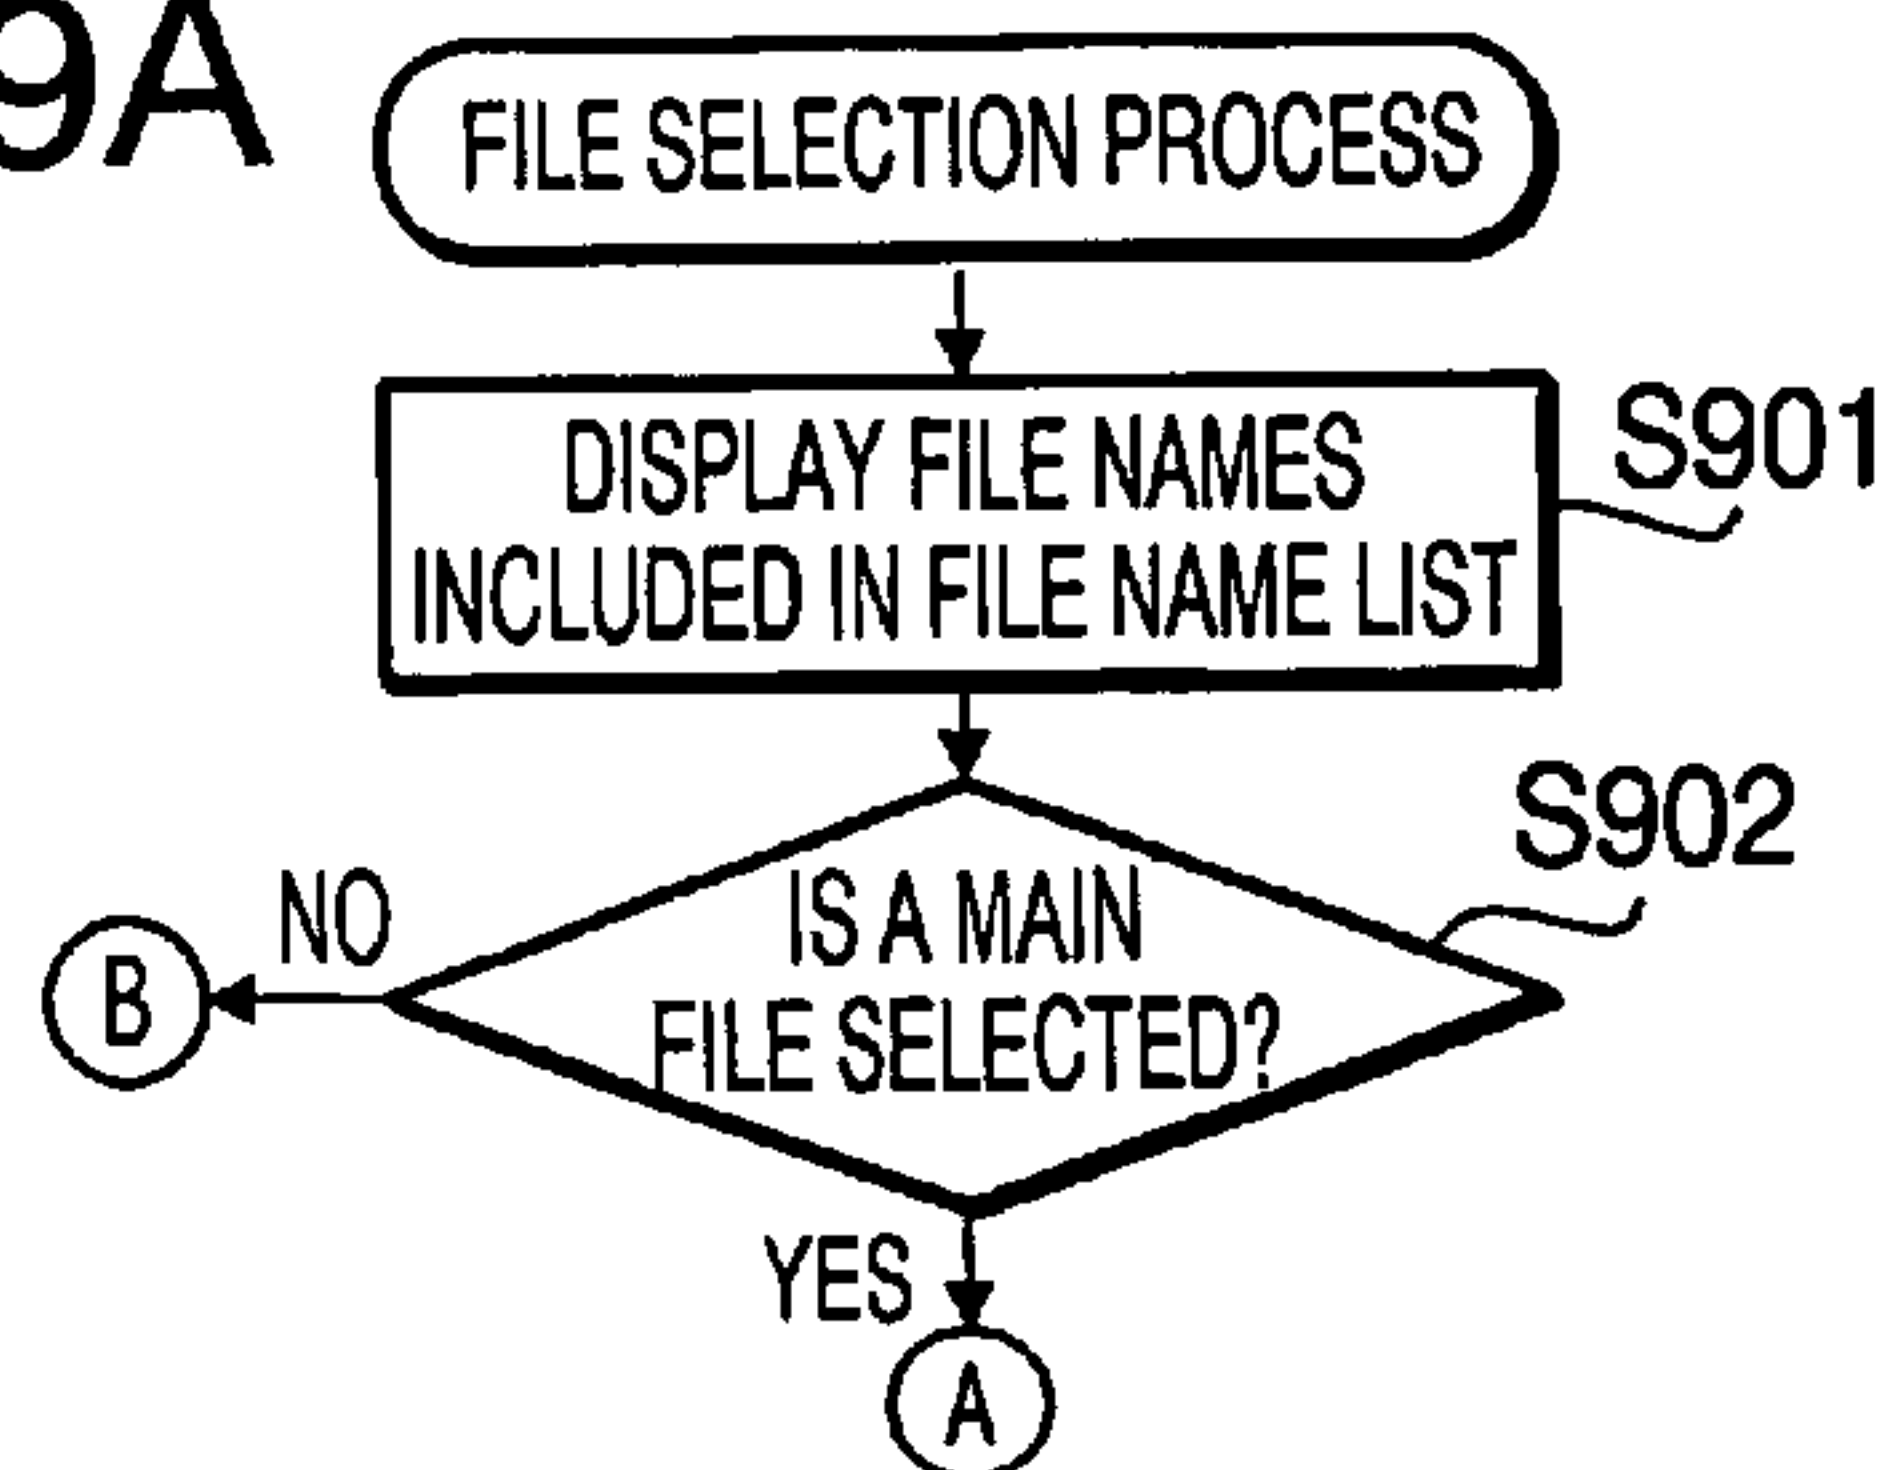 9A
FILE SELECTION PROCESS
DISPLAY FILE NAMES
INCLUDED IN FILE NAME LIST
S901
S902
IS A MAIN
FILE SELECTED?
NO
B
YES
A